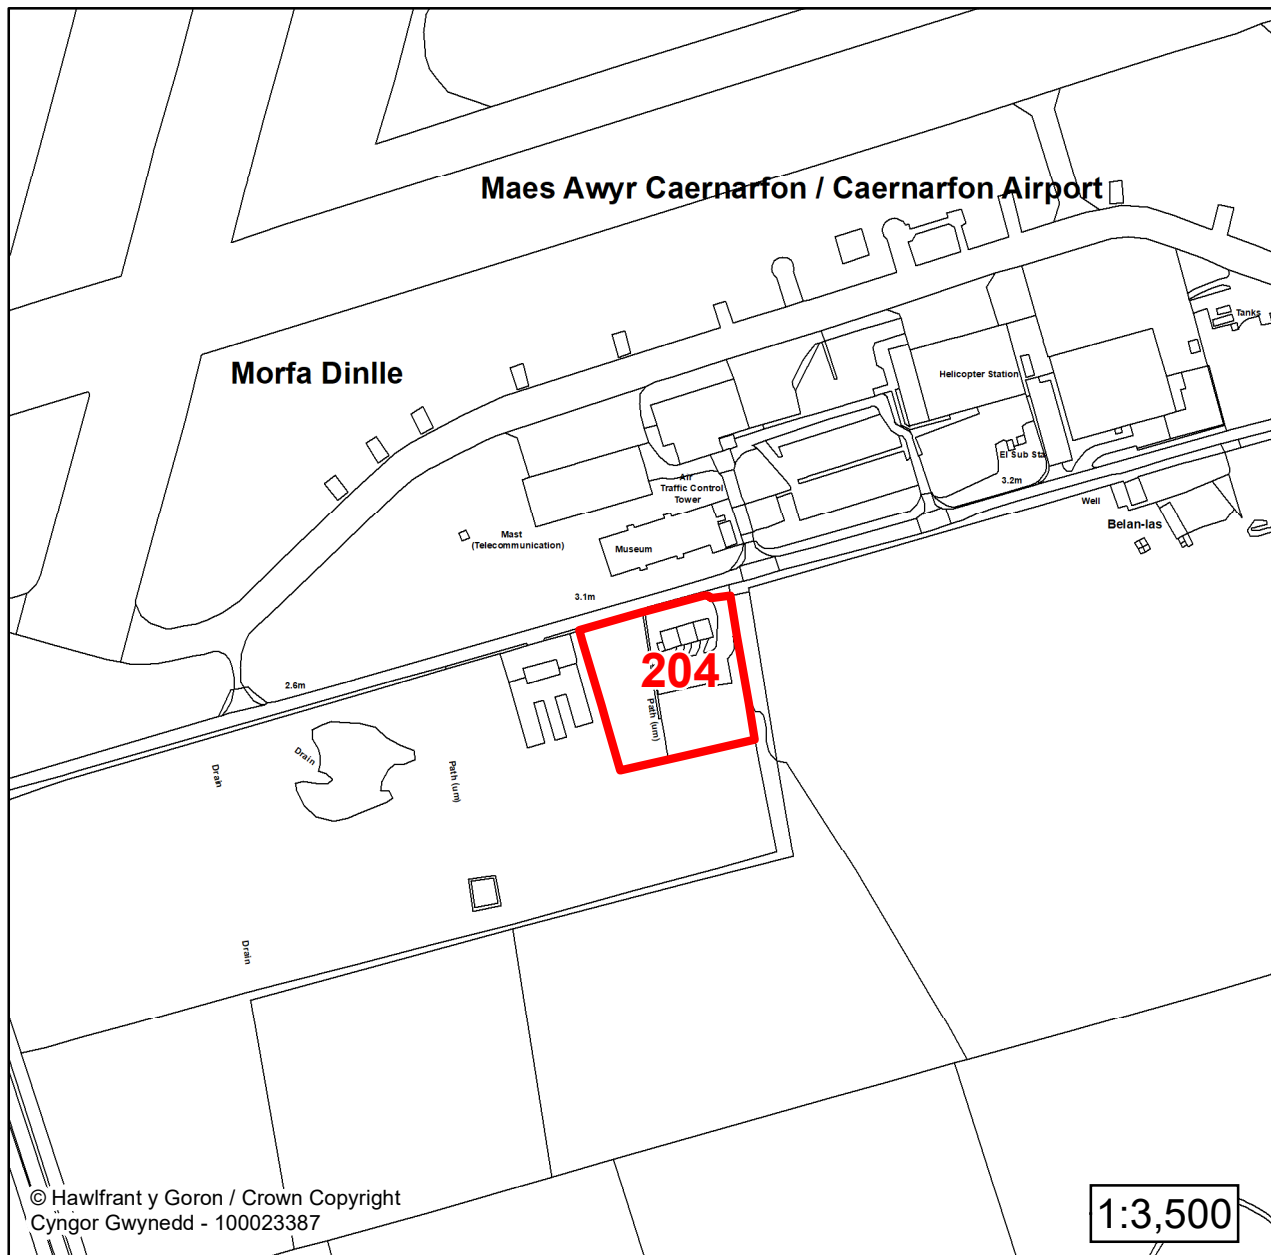 Maes Awyr Caernarfon / Caernarfon Airport
Tanks
Morfa Dinlle
Helicopter Station
El Sub Sta
3.2m
Air
Traffic Control
Tower
Well
Belan-las
Mast
(Telecommunication)
Museum
3.1m
204
2.6m
Path (um)
Drain
Drain
Path (um)
Drain
© Hawlfrant y Goron / Crown Copyright
Cyngor Gwynedd - 100023387
1:3,500